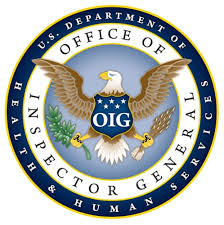 U.S. DEPARTMENT OF
HEALTH & HUMAN SERVICES
OFFICE OF
INSPECTOR GENERAL
OIG